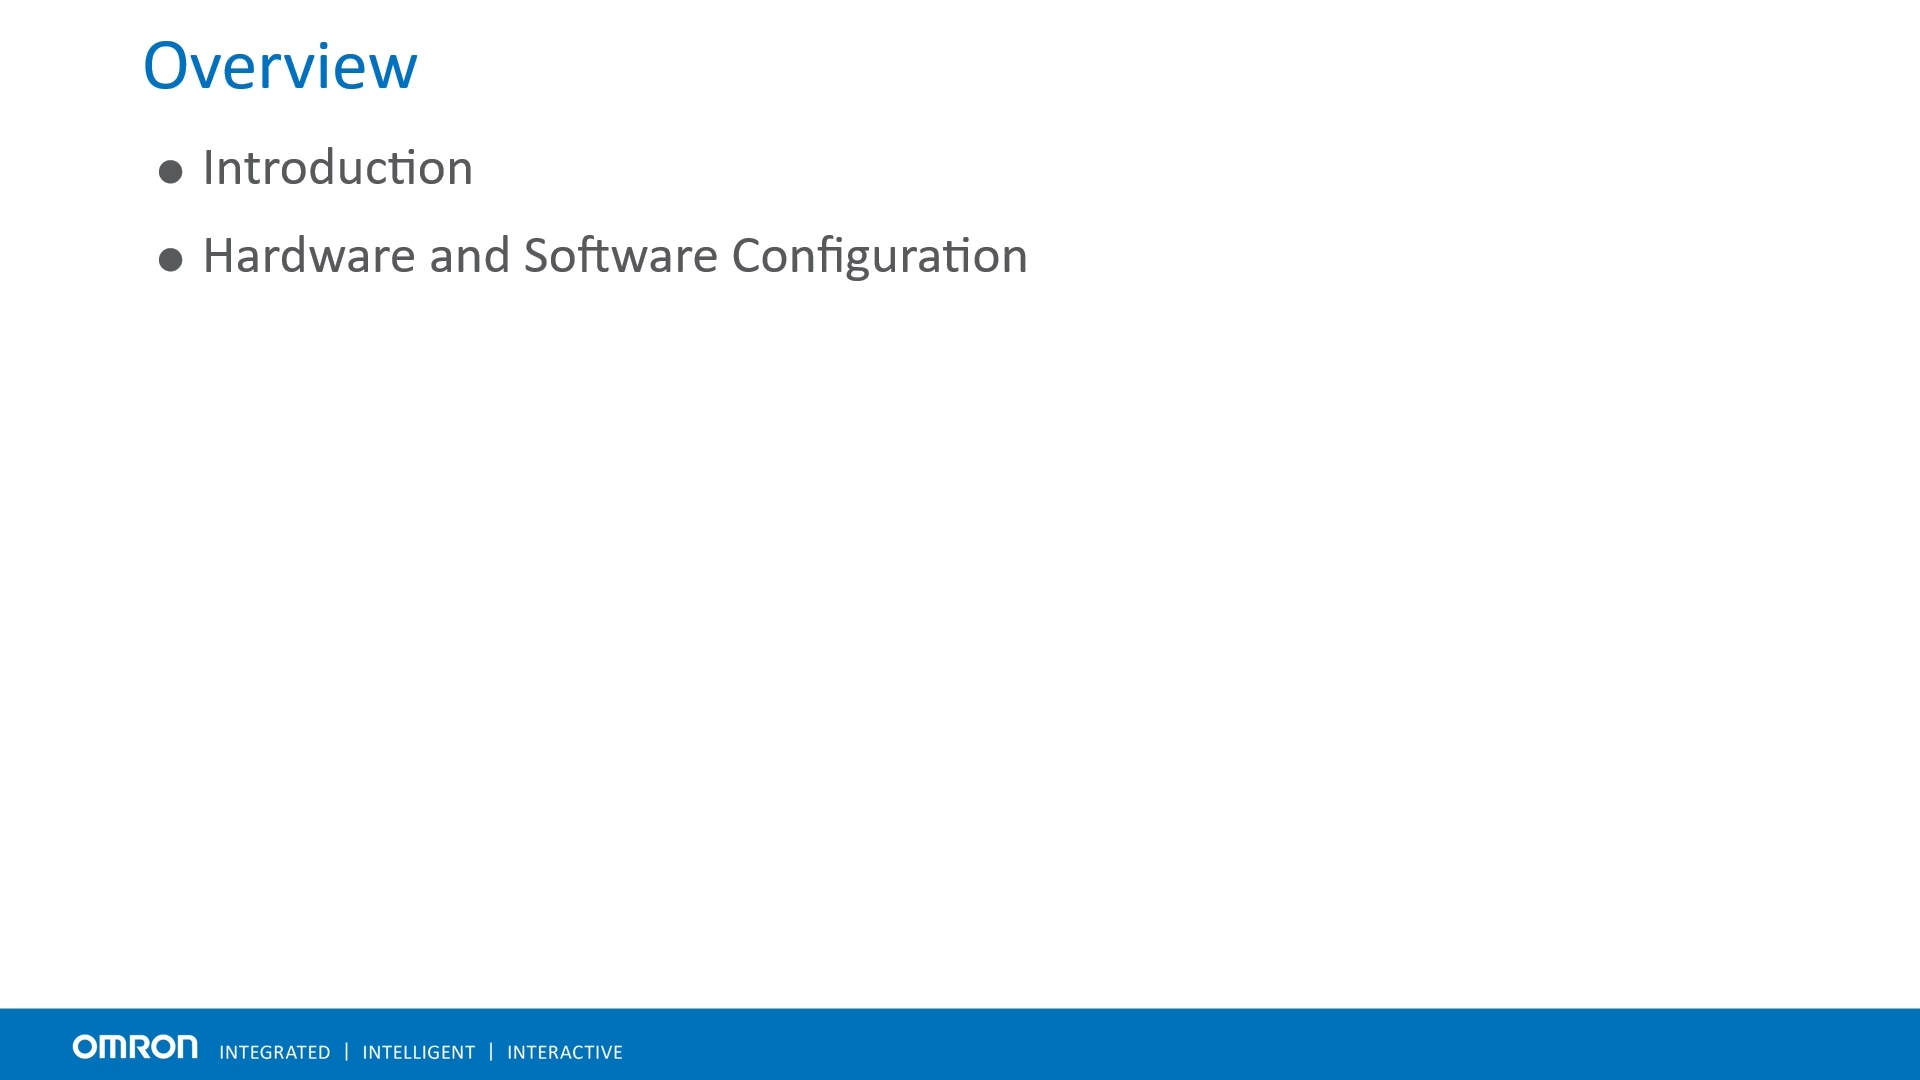 Overview
● Introduction
● Hardware and Software Configuration
OMRON INTEGRATED | INTELLIGENT | INTERACTIVE